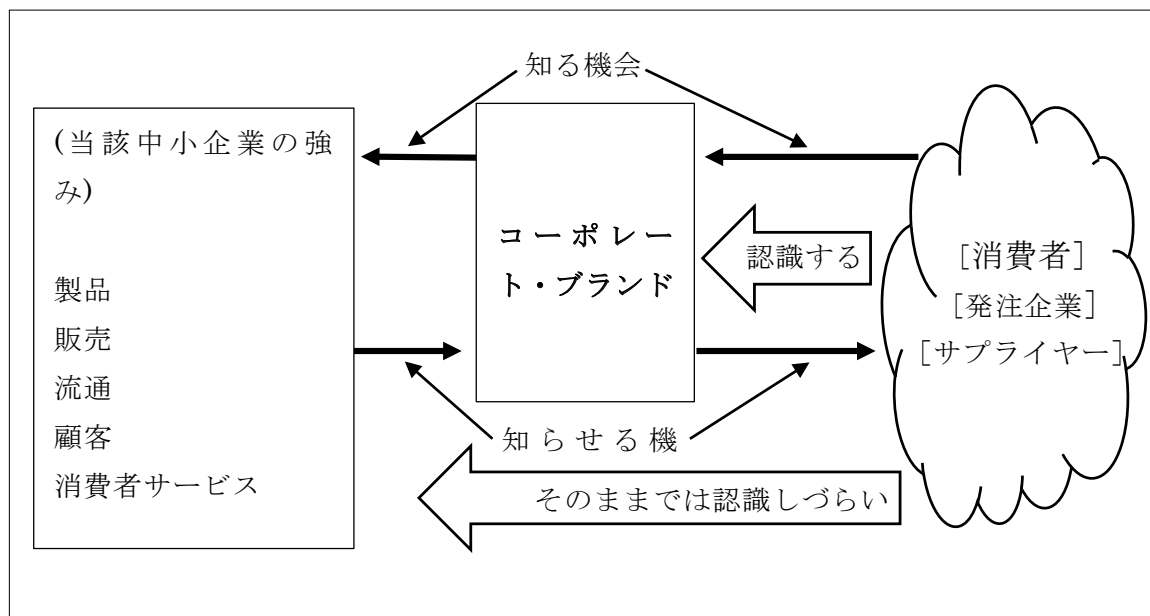 知る機会
(当該中小企業の強
み)
製品
販売
流通
顧客
消費者サービス
コーポレー
ト・ブランド
認識する
[消費者]
[発注企業]
[サプライヤー]
知らせる機
そのままでは認識しづらい